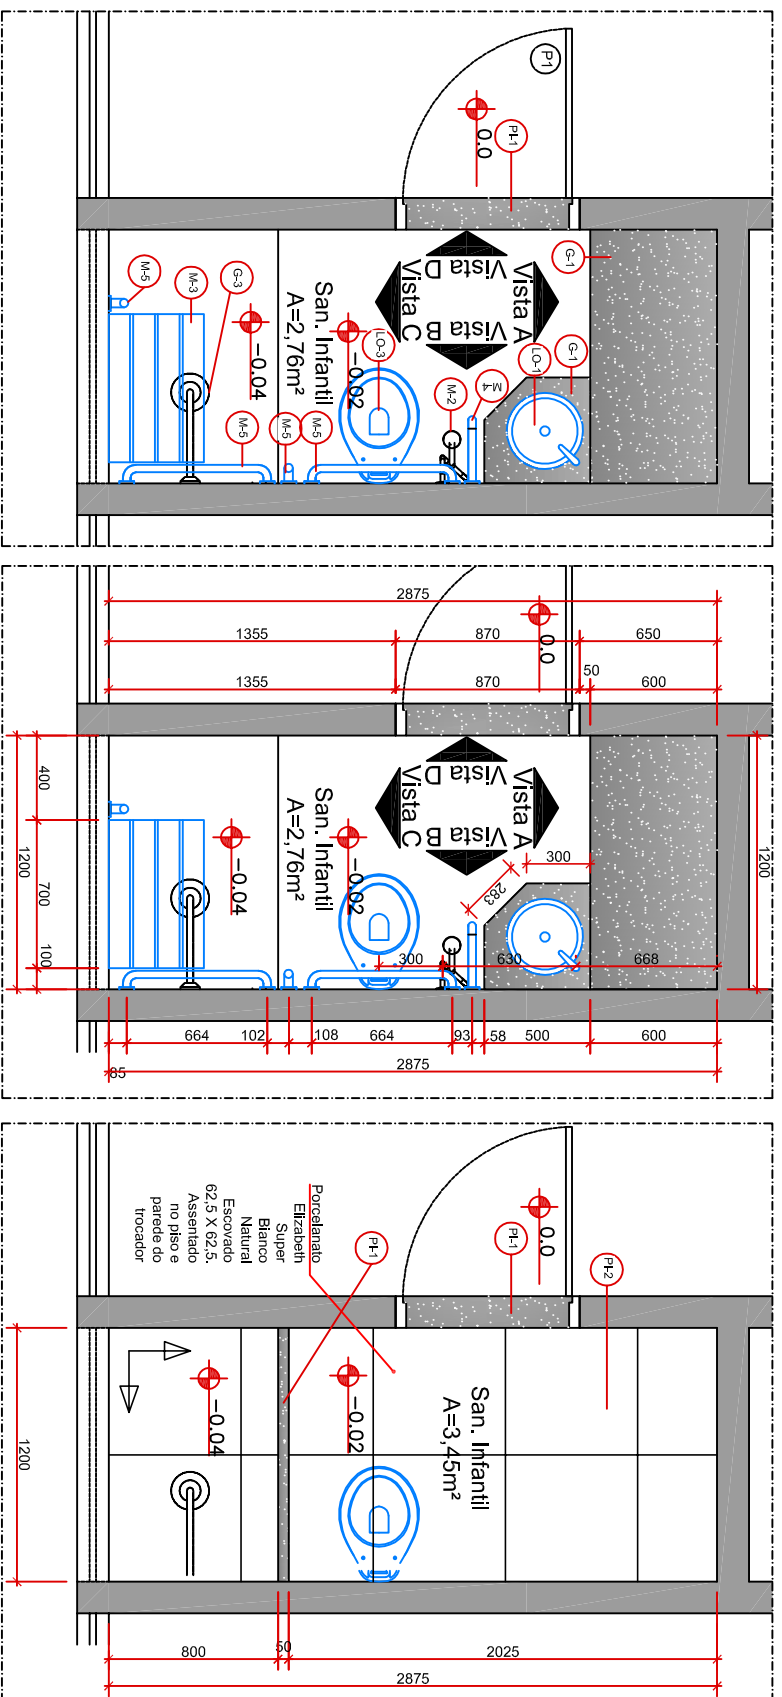 P1
0.0
PI-1
G-1
Vista A
Vista B
Vista C
Vista D
G-1
LO-1
M-4
M-2
LO-3
-0.02
San. Infantil
A=2,76m²
-0.04
G-3
M-3
M-5
M-5
M-5
M-5
2875
1355
870
650
1355
870
50
600
0.0
1200
Vista A
Vista B
Vista C
Vista D
300
283
San. Infantil
A=2,76m²
-0.02
-0.04
400
700
100
1200
300
630
668
85
664
102
108
664
93
58
500
600
2875
0.0
PI-1
PI-2
PI-1
Porcelanato
Elizabeth
Super
Bianco
Natural
Escovado
62,5 X 62,5.
Assentado
no piso e
parede do
trocador
San. Infantil
A=3,45m²
-0.02
-0.04
1200
800
50
2025
2875